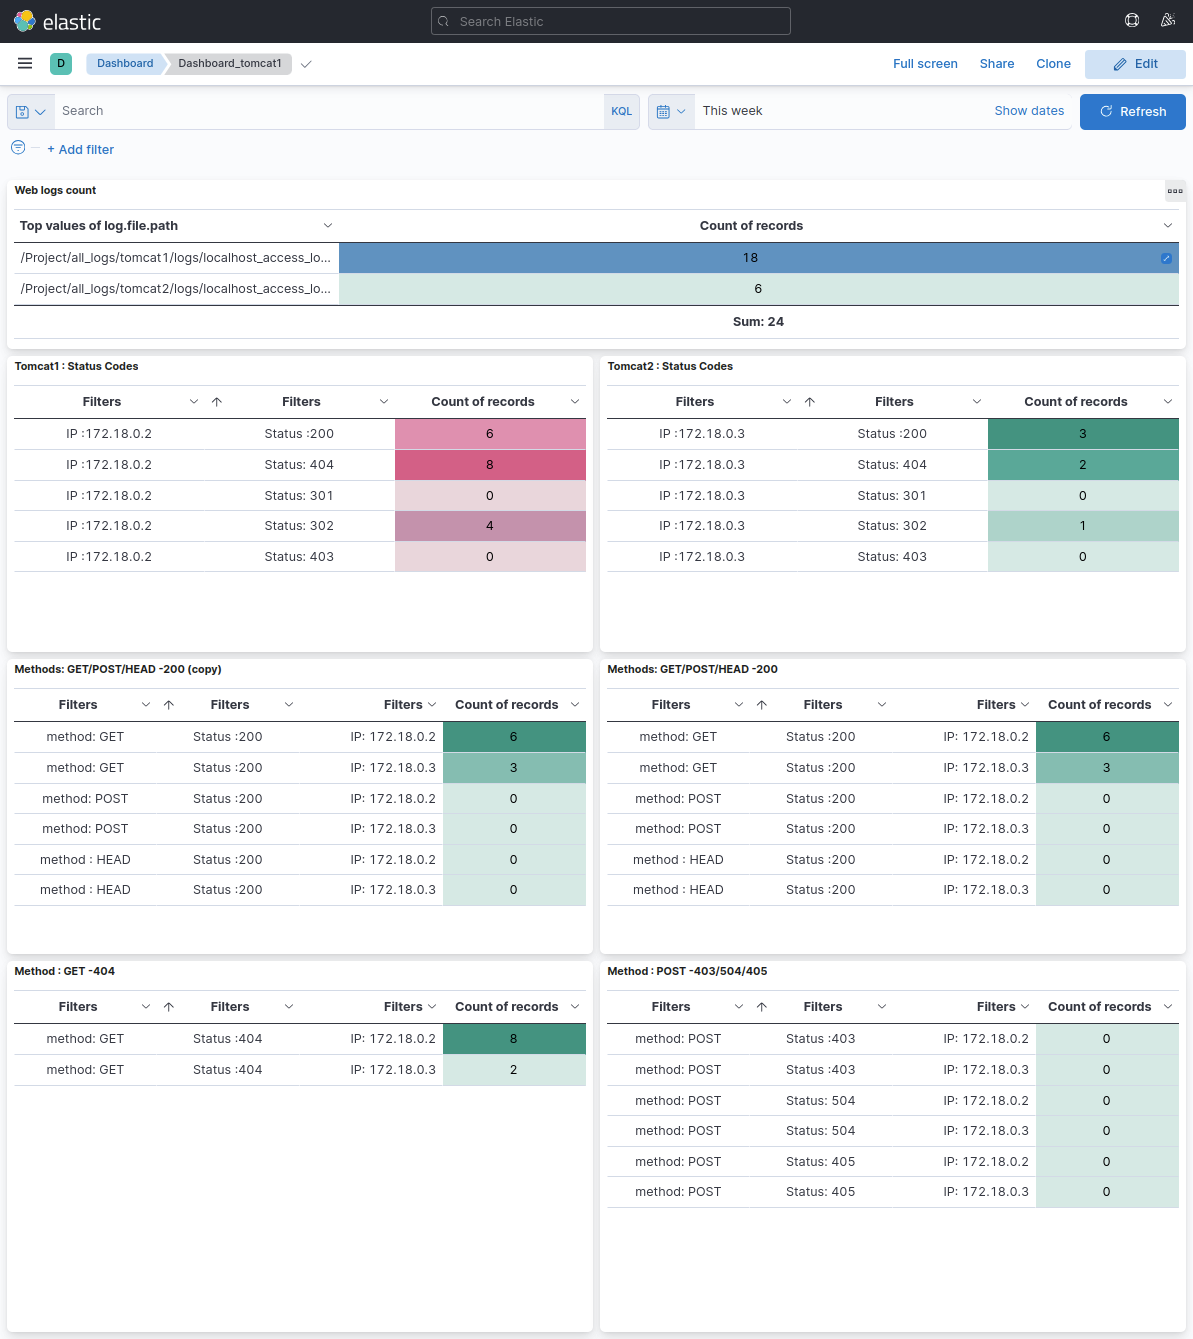 elastic
Search Elastic
D
Dashboard
Dashboard_tomcat1
Full screen
Share
Clone
Edit
Search
KQL
This week
Show dates
Refresh
+ Add filter
Web logs count
Top values of log.file.path Count of records
/Project/all_logs/tomcat1/logs/localhost_access_lo... 18
/Project/all_logs/tomcat2/logs/localhost_access_lo... 6
Sum: 24
Tomcat1 : Status Codes
Filters Filters Count of records
IP :172.18.0.2 Status :200 6
IP :172.18.0.2 Status: 404 8
IP :172.18.0.2 Status: 301 0
IP :172.18.0.2 Status: 302 4
IP :172.18.0.2 Status: 403 0
Tomcat2 : Status Codes
Filters Filters Count of records
IP :172.18.0.3 Status :200 3
IP :172.18.0.3 Status: 404 2
IP :172.18.0.3 Status: 301 0
IP :172.18.0.3 Status: 302 1
IP :172.18.0.3 Status: 403 0
Methods: GET/POST/HEAD -200 (copy)
Filters Filters Filters Count of records
method: GET Status :200 IP: 172.18.0.2 6
method: GET Status :200 IP: 172.18.0.3 3
method: POST Status :200 IP: 172.18.0.2 0
method: POST Status :200 IP: 172.18.0.3 0
method : HEAD Status :200 IP: 172.18.0.2 0
method : HEAD Status :200 IP: 172.18.0.3 0
Methods: GET/POST/HEAD -200
Filters Filters Filters Count of records
method: GET Status :200 IP: 172.18.0.2 6
method: GET Status :200 IP: 172.18.0.3 3
method: POST Status :200 IP: 172.18.0.2 0
method: POST Status :200 IP: 172.18.0.3 0
method : HEAD Status :200 IP: 172.18.0.2 0
method : HEAD Status :200 IP: 172.18.0.3 0
Method : GET -404
Filters Filters Filters Count of records
method: GET Status :404 IP: 172.18.0.2 8
method: GET Status :404 IP: 172.18.0.3 2
Method : POST -403/504/405
Filters Filters Filters Count of records
method: POST Status :403 IP: 172.18.0.2 0
method: POST Status :403 IP: 172.18.0.3 0
method: POST Status: 504 IP: 172.18.0.2 0
method: POST Status: 504 IP: 172.18.0.3 0
method: POST Status: 405 IP: 172.18.0.2 0
method: POST Status: 405 IP: 172.18.0.3 0